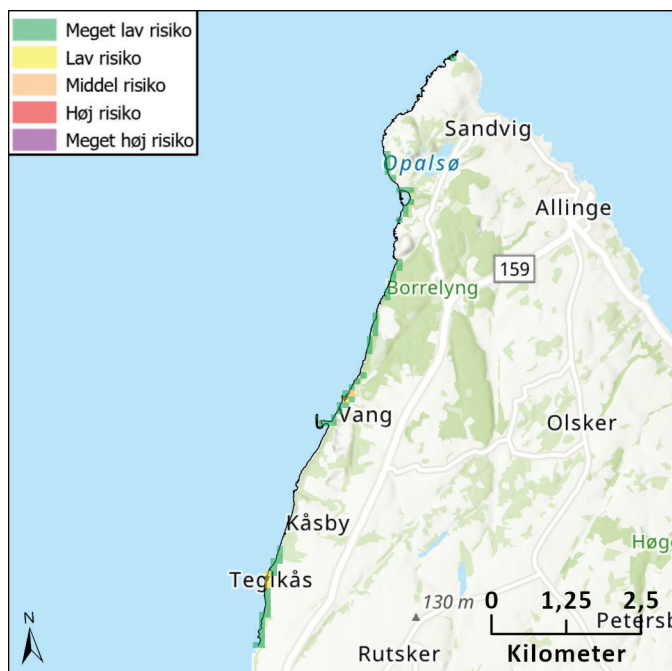 Meget lav risiko
Lav risiko
Middel risiko
Høj risiko
Meget høj risiko
Sandvig
Opalsø
Allinge
159
Borrelyng
Vang
Olsker
Kåsby
Høg
Teglkås
130 m
0 1,25 2,5
Petersb
Kilometer
Rutsker
N